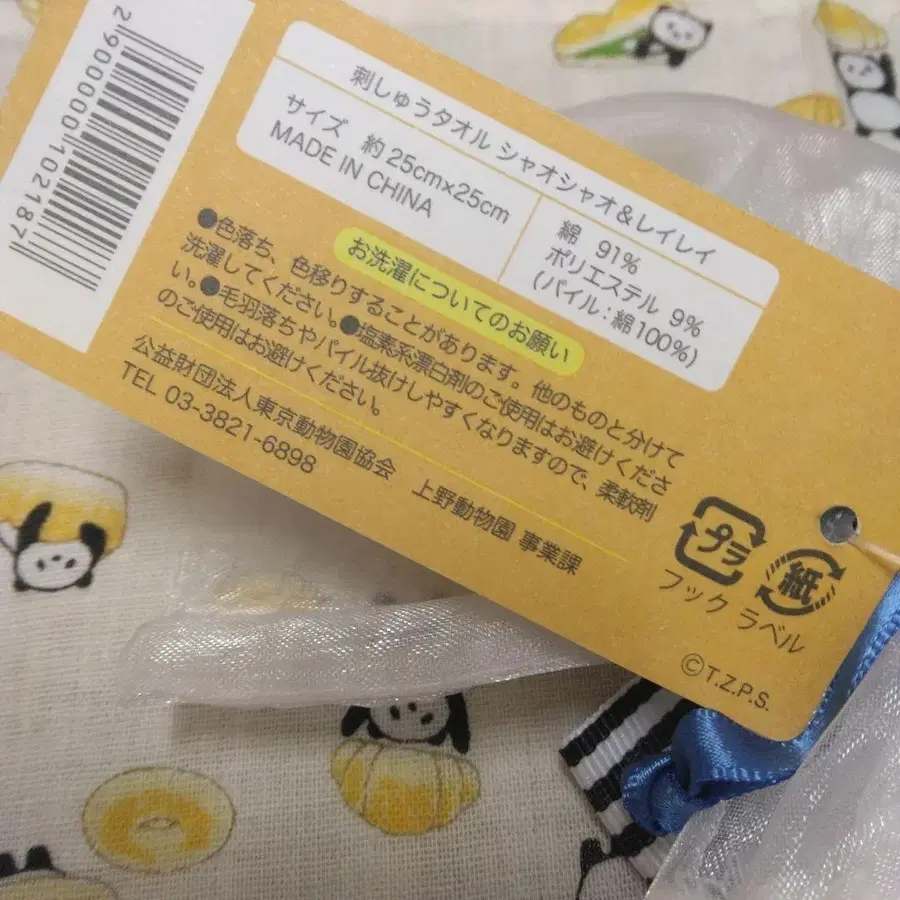 2900000102187
刺しゅうタオル シャオシャオ&レイレイ
サイズ 約25cm×25cm
MADE IN CHINA
綿 91%
ポリエステル 9%
(パイル:綿100%)
お洗濯についてのお願い
●色落ち、色移りすることがあります。他のものと分けて
洗濯してください。●塩素系漂白剤のご使用はお避けくださ
い。●毛羽落ちやパイル抜けしやすくなりますので、柔軟剤
のご使用はお避けください。
公益財団法人東京動物園協会 上野動物園 事業課
TEL 03-3821-6898
プラ
フック
紙
ラベル
©T.Z.P.S.